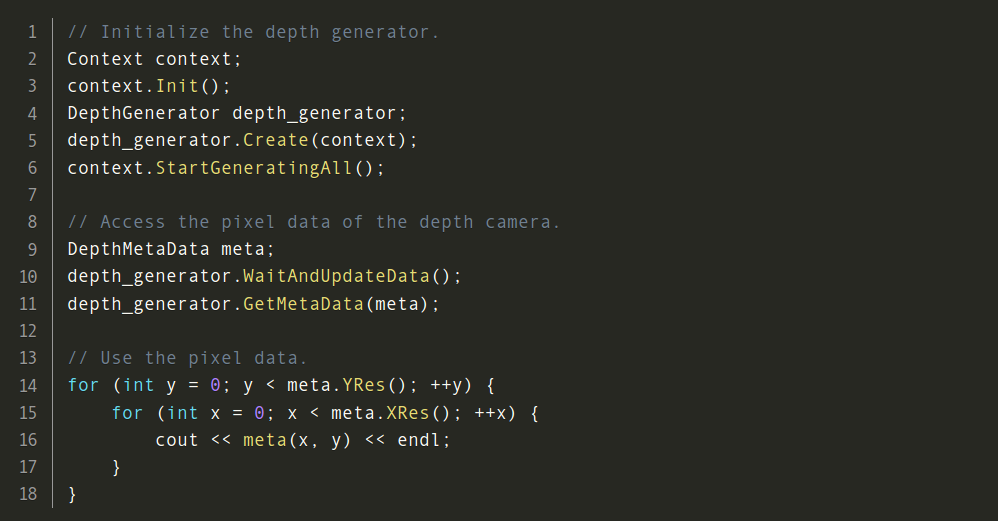 1 // Initialize the depth generator.
2 Context context;
3 context.Init();
4 DepthGenerator depth_generator;
5 depth_generator.Create(context);
6 context.StartGeneratingAll();
7
8 // Access the pixel data of the depth camera.
9 DepthMetaData meta;
10 depth_generator.WaitAndUpdateData();
11 depth_generator.GetMetaData(meta);
12
13 // Use the pixel data.
14 for (int y = 0; y < meta.YRes(); ++y) {
15     for (int x = 0; x < meta.XRes(); ++x) {
16         cout << meta(x, y) << endl;
17     }
18 }